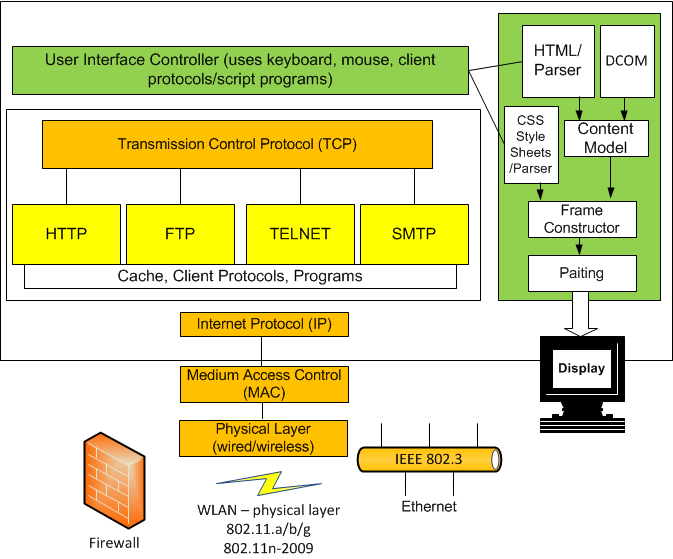 User Interface Controller (uses keyboard, mouse, client
protocols/script programs)
HTML/
Parser
DCOM
CSS
Style
Sheets
/Parser
Content
Model
Frame
Constructor
Paiting
Display
Transmission Control Protocol (TCP)
HTTP
FTP
TELNET
SMTP
Cache, Client Protocols, Programs
Internet Protocol (IP)
Medium Access Control
(MAC)
Physical Layer
(wired/wireless)
IEEE 802.3
Ethernet
WLAN – physical layer
802.11.a/b/g
802.11n-2009
Firewall